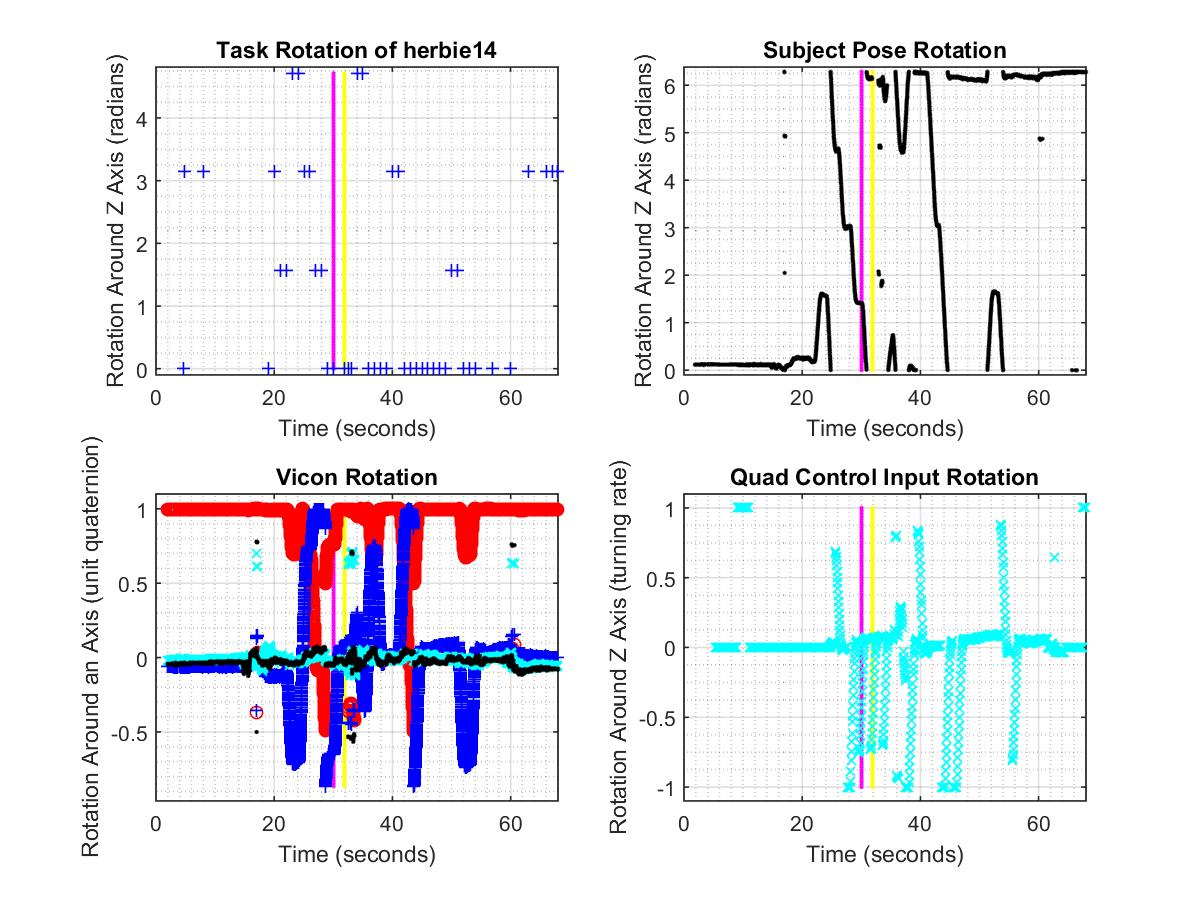 Task Rotation of herbie14
Rotation Around Z Axis (radians)
4
3
2
1
0
0 20 40 60
Time (seconds)
Subject Pose Rotation
Rotation Around Z Axis (radians)
6
5
4
3
2
1
0
0 20 40 60
Time (seconds)
Vicon Rotation
Rotation Around an Axis (unit quaternion)
1
0.5
0
-0.5
0 20 40 60
Time (seconds)
Quad Control Input Rotation
Rotation Around Z Axis (turning rate)
1
0.5
0
-0.5
-1
0 20 40 60
Time (seconds)